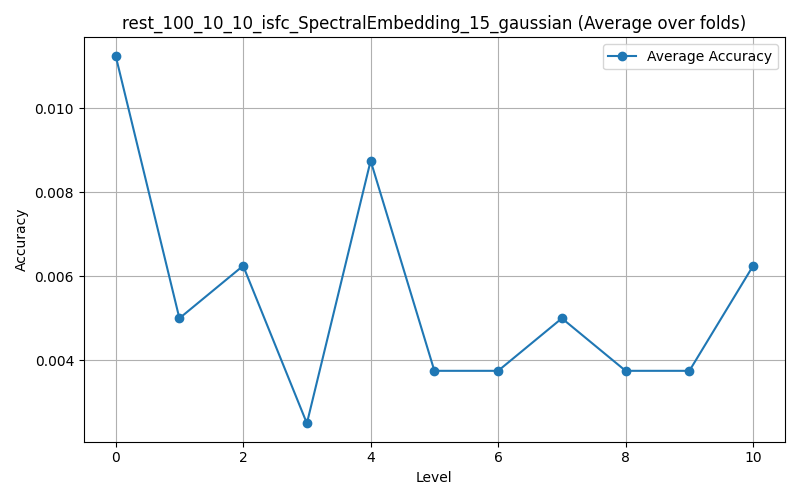 rest_100_10_10_isfc_SpectralEmbedding_15_gaussian (Average over folds)
Average Accuracy
0.010
0.008
0.006
0.004
Accuracy
0 2 4 6 8 10
Level